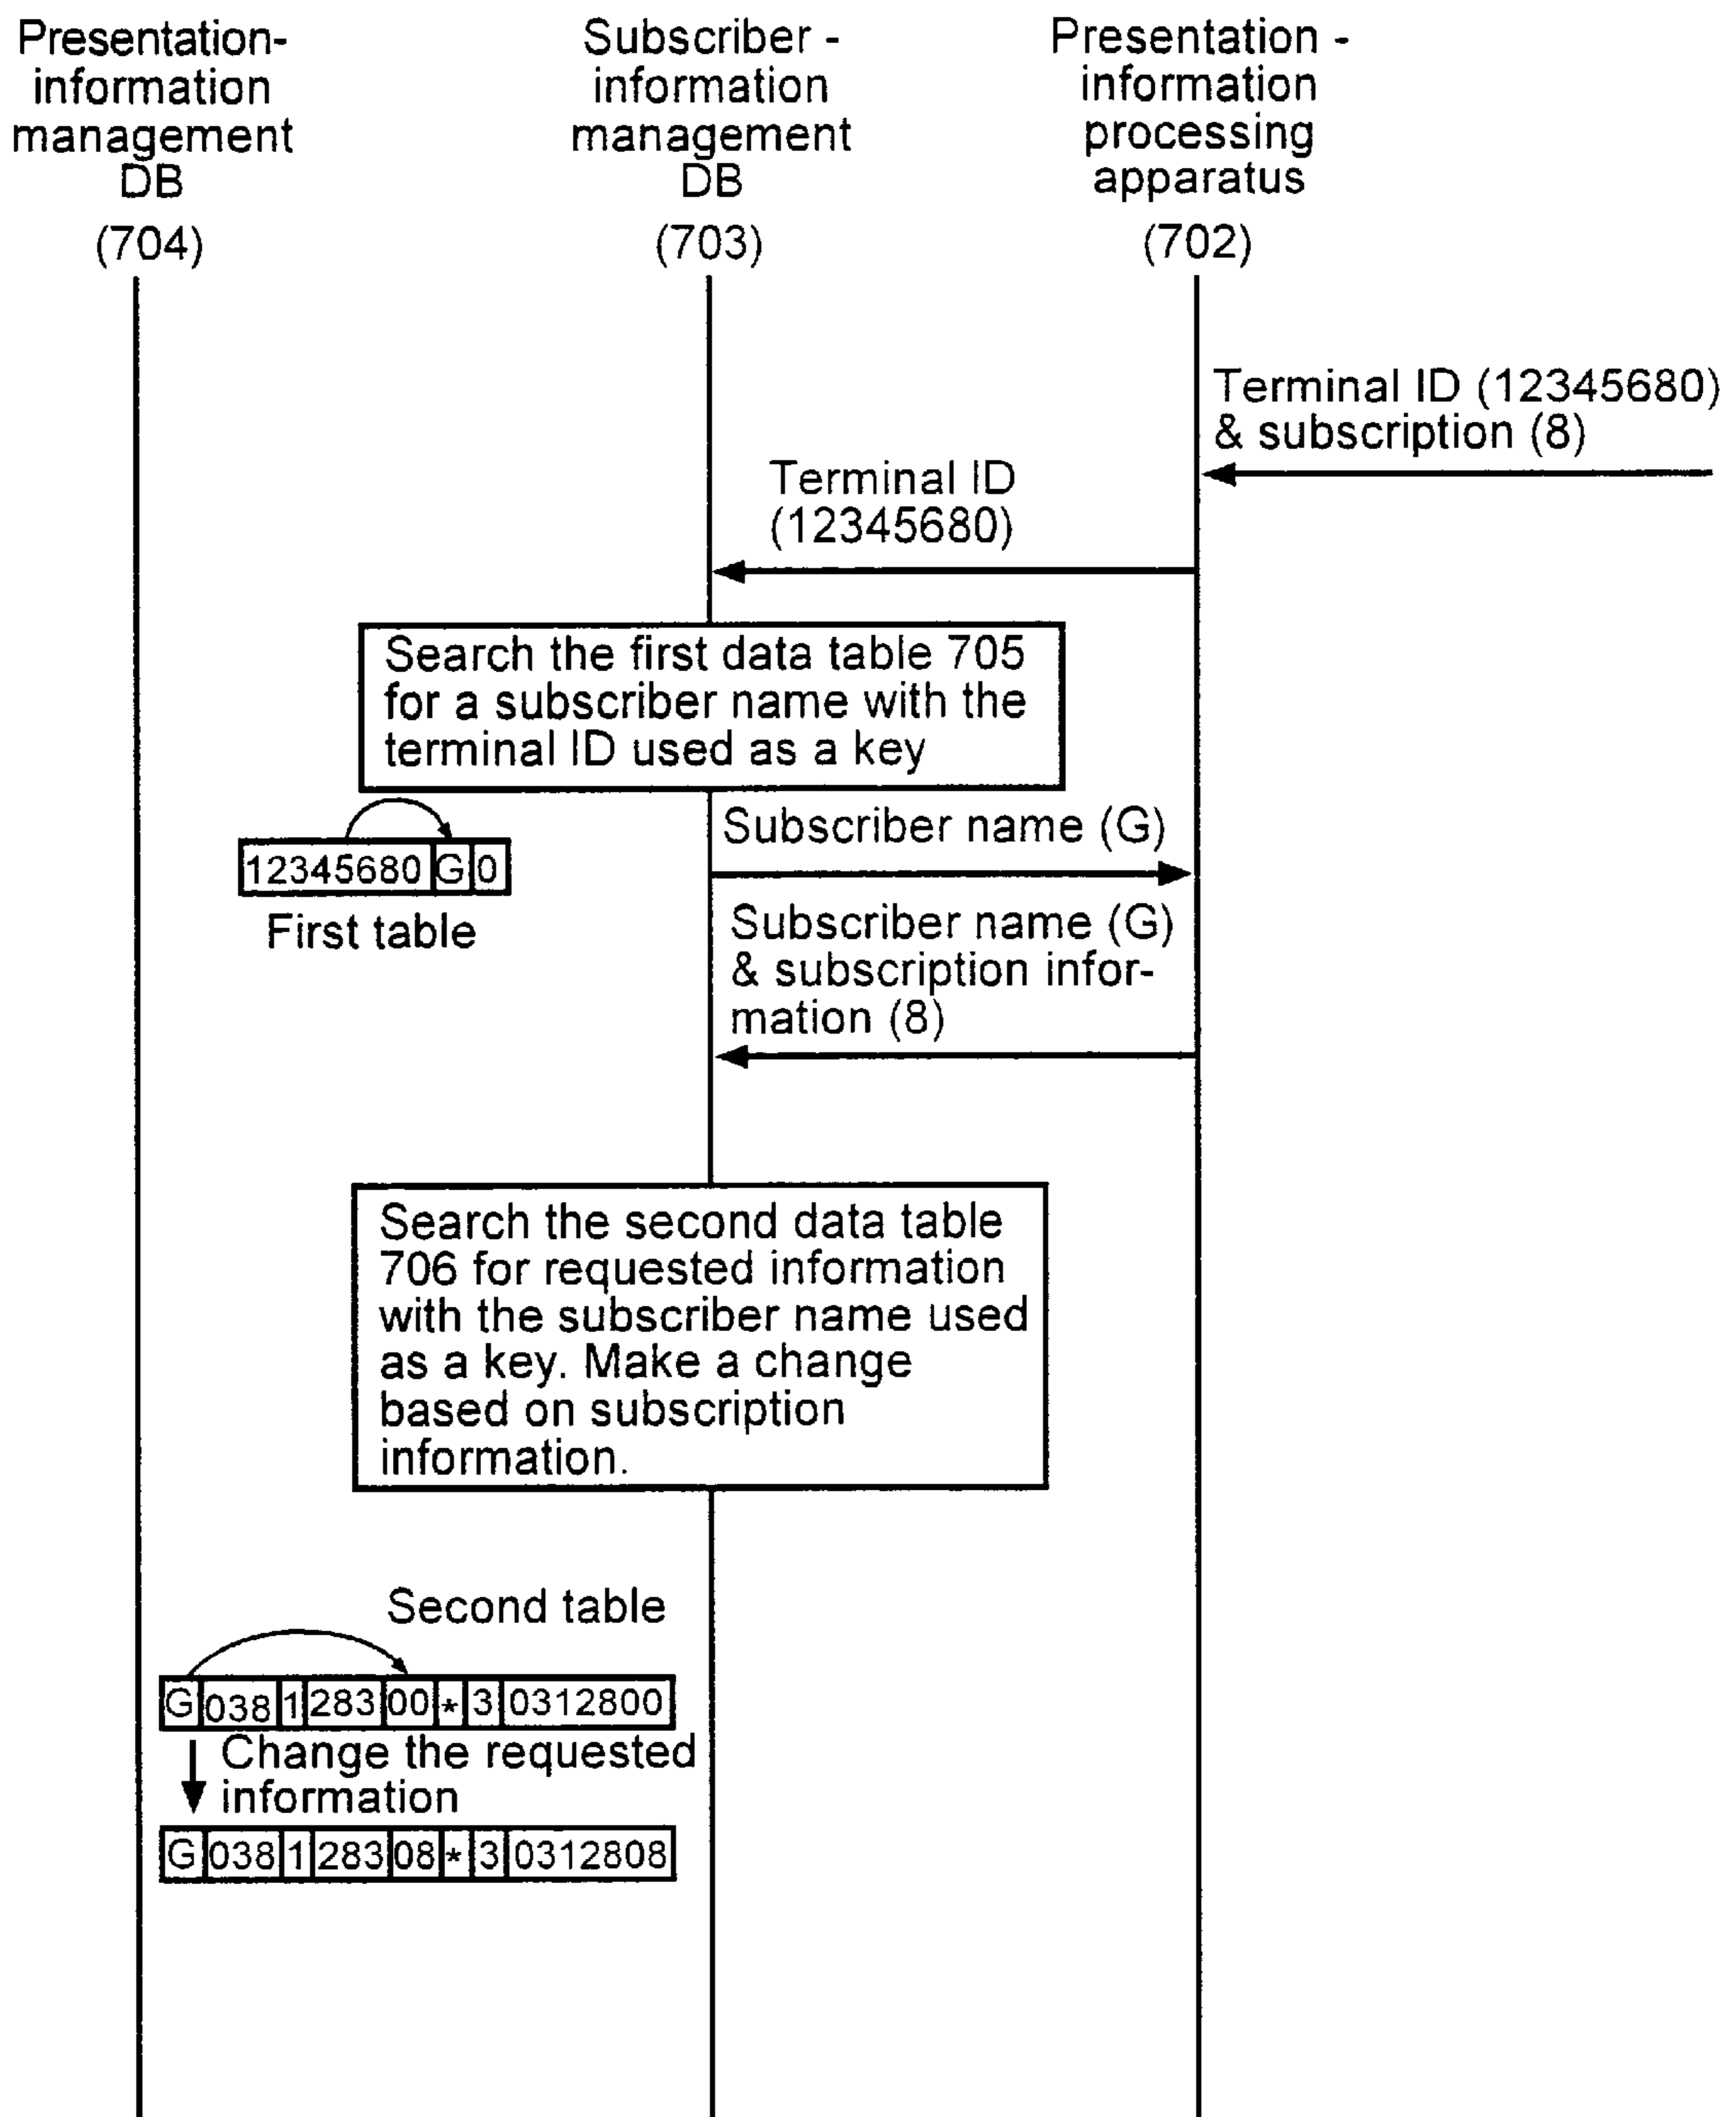 Presentation-
information
management
DB
(704)
Subscriber -
information
management
DB
(703)
Presentation -
information
processing
apparatus
(702)
Terminal ID (12345680)
& subscription (8)
Terminal ID
(12345680)
Search the first data table 705
for a subscriber name with the
terminal ID used as a key
12345680 G 0
First table
Subscriber name (G)
Subscriber name (G)
& subscription infor-
mation (8)
Search the second data table
706 for requested information
with the subscriber name used
as a key. Make a change
based on subscription
information.
Second table
G 038 1 283 00 * 3 0312800
Change the requested
information
G 038 1 283 08 * 3 0312808